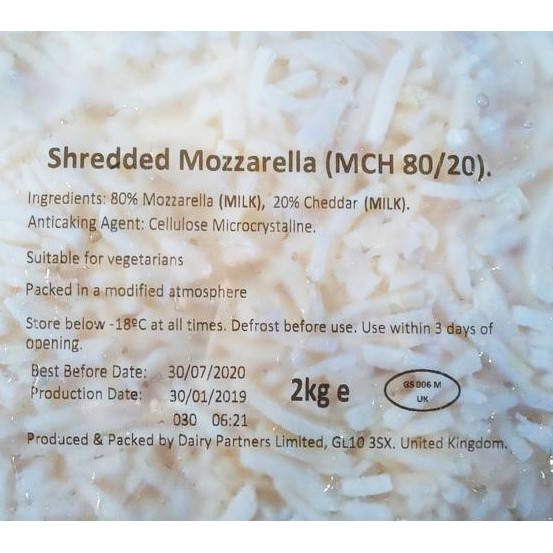 Shredded Mozzarella (MCH 80/20).
Ingredients: 80% Mozzarella (MILK), 20% Cheddar (MILK).
Anticaking Agent: Cellulose Microcrystaline.
Suitable for vegetarians
Packed in a modified atmosphere
Store below -18ºC at all times. Defrost before use. Use within 3 days of
opening.
Best Before Date: 30/07/2020
Production Date: 30/01/2019
030 06:21
2kg e
GS 006 M
UK
Produced & Packed by Dairy Partners Limited, GL10 3SX. United Kingdom.